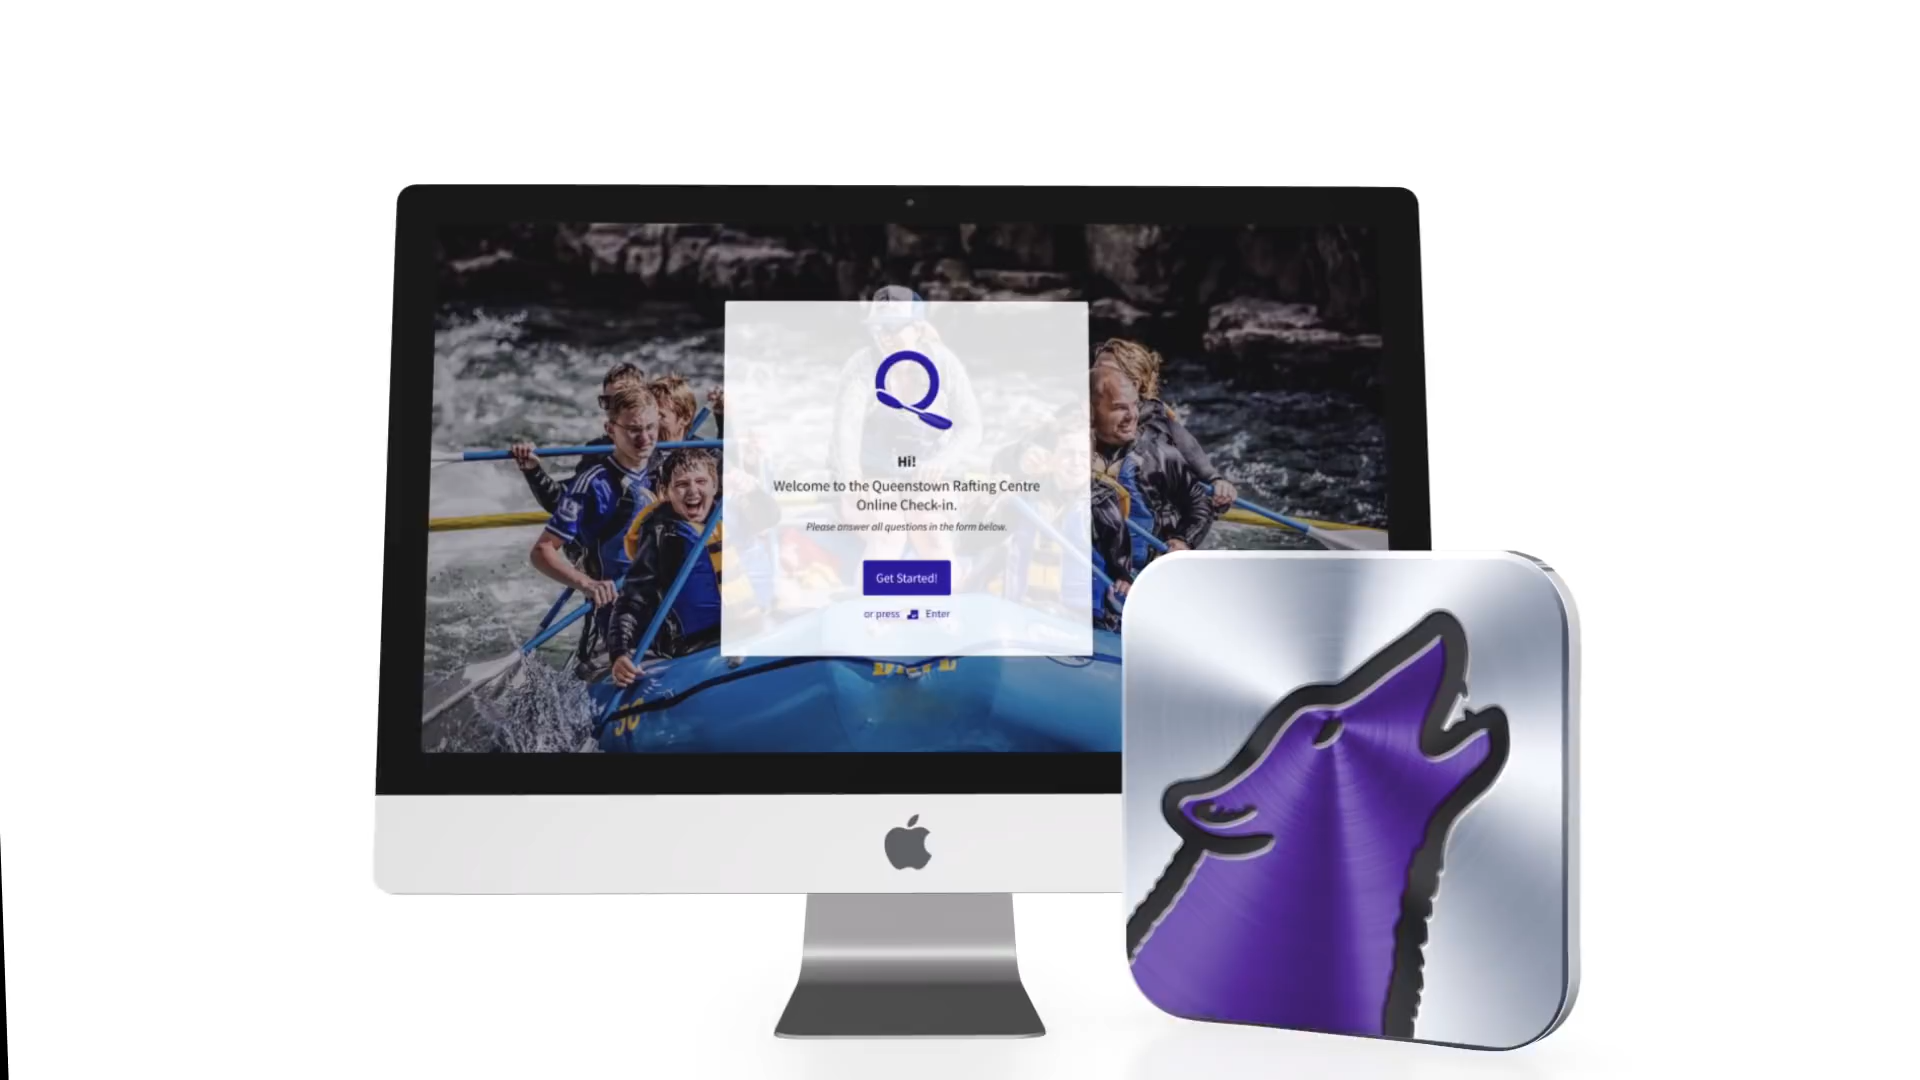 Hi!
Welcome to the Queenstown Rafting Centre
Online Check-in.
Please answer all questions in the form below.
Get Started!
or press Enter